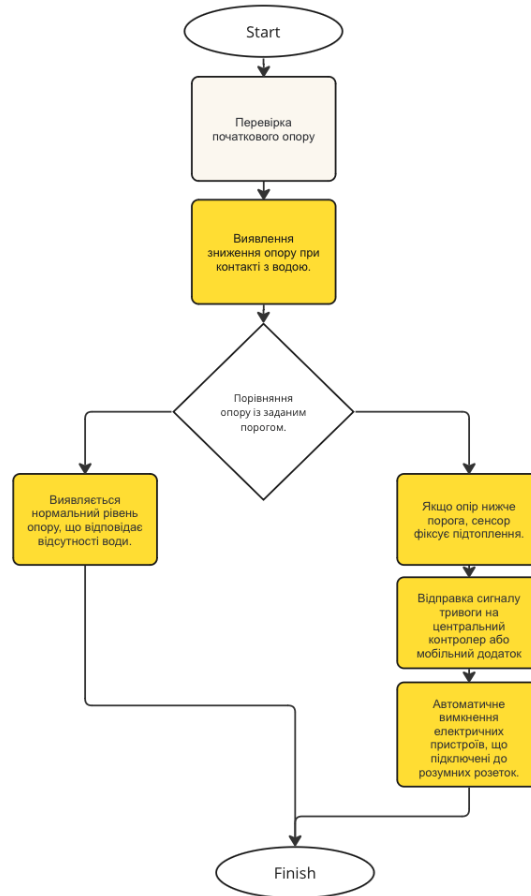 Start
Перевірка
початкового опору
Виявлення
зниження опору при
контакті з водою.
Порівняння
опору із заданим
порогом.
Виявляється
нормальний рівень
опору, що відповідає
відсутності води.
Якщо опір нижче
порога, сенсор
фіксує підтоплення.
Відправка сигналу
тривоги на
центральний
контролер або
мобільний додаток
Автоматичне
вимкнення
електричних
пристроїв, що
підключені до
розумних розеток.
Finish